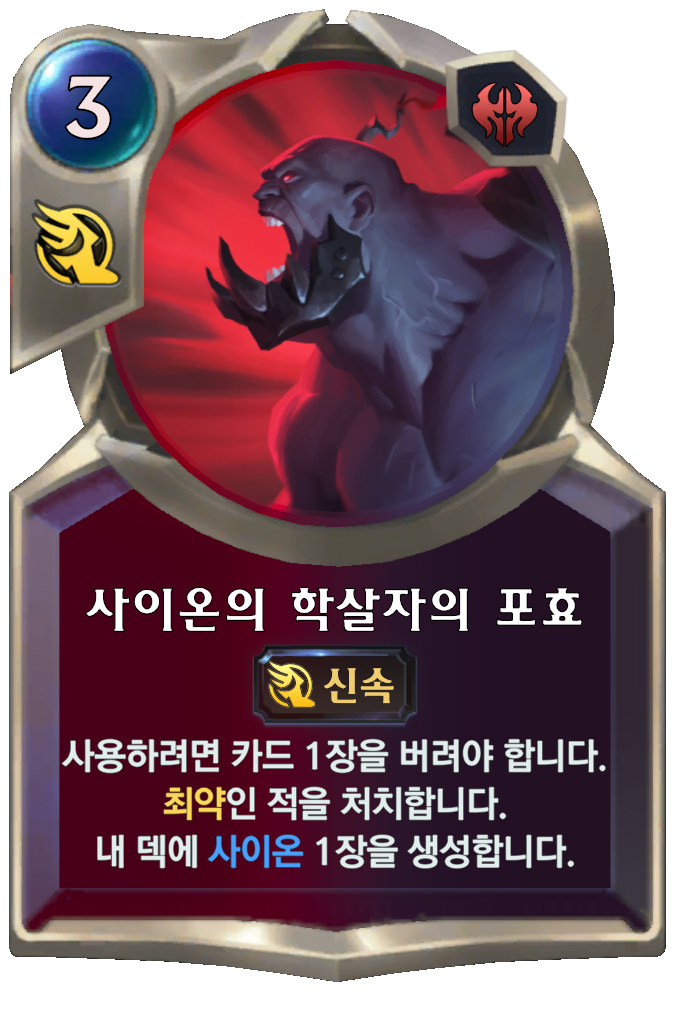 3
사이온의 학살자의 포효
신속
사용하려면 카드 1장을 버려야 합니다.
최약인 적을 처치합니다.
내 덱에 사이온 1장을 생성합니다.